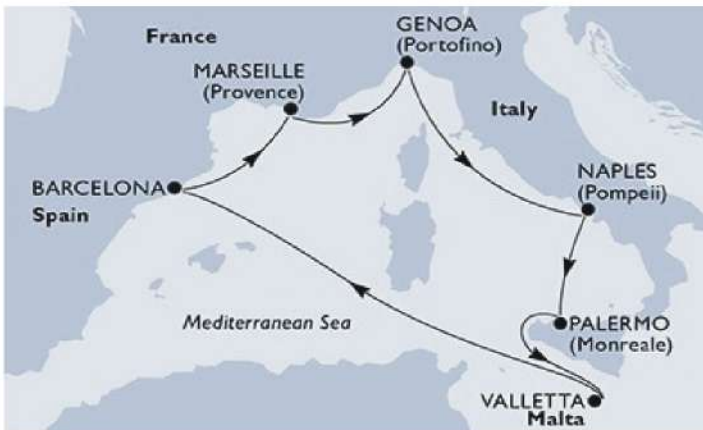 GENOA
(Portofino)
France
MARSEILLE
(Provence)
Italy
NAPLES
(Pompeii)
BARCELONA
Spain
Mediterranean Sea
PALERMO
(Monreale)
VALLETTA
Malta